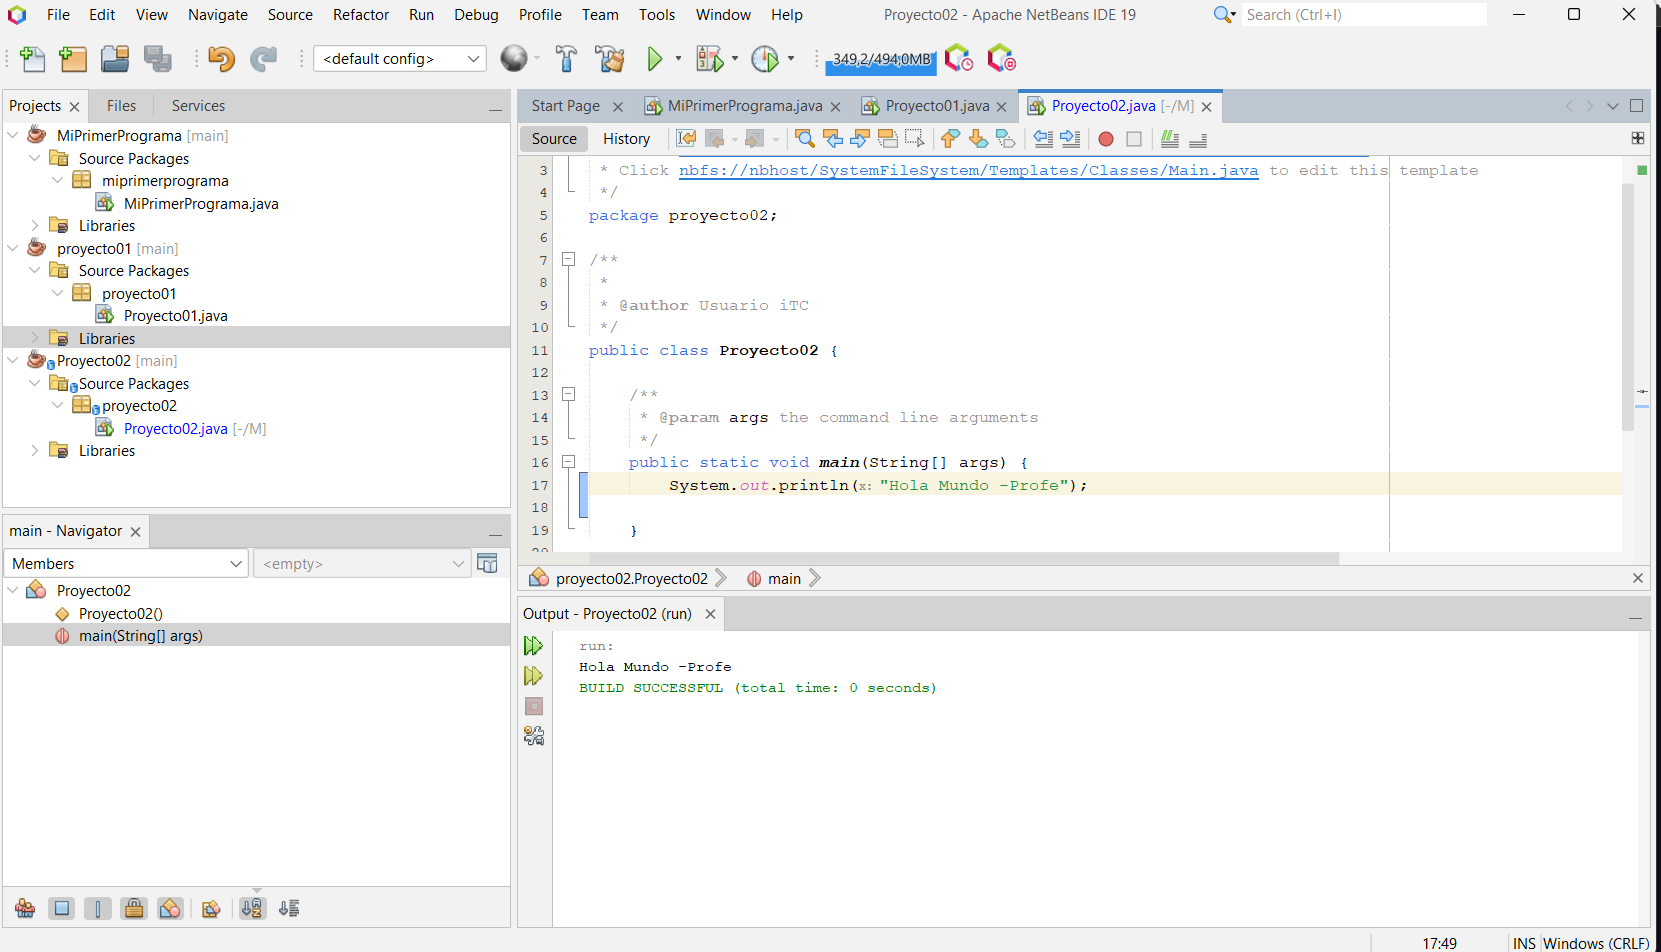 File Edit View Navigate Source Refactor Run Debug Profile Team Tools Window Help Proyecto02 - Apache NetBeans IDE 19 Search (Ctrl+I)
<default config> 349,2/494,0MB
Projects Files Services
MiPrimerPrograma [main]
Source Packages
miprimerprograma
MiPrimerPrograma.java
Libraries
proyecto01 [main]
Source Packages
proyecto01
Proyecto01.java
Libraries
Proyecto02 [main]
Source Packages
proyecto02
Proyecto02.java [-/M]
Libraries
main - Navigator
Members <empty>
Proyecto02
Proyecto02()
main(String[] args)
Start Page MiPrimerPrograma.java Proyecto01.java Proyecto02.java [-/M]
Source History
3 * Click nbfs://nbhost/SystemFileSystem/Templates/Classes/Main.java to edit this template
4 */
5 package proyecto02;
6
7 /**
8 *
9 * @author Usuario iTC
10 */
11 public class Proyecto02 {
12
13 /**
14 * @param args the command line arguments
15 */
16 public static void main(String[] args) {
17 System.out.println(x: "Hola Mundo -Profe");
18
19 }
20
proyecto02.Proyecto02 main
Output - Proyecto02 (run)
run:
Hola Mundo -Profe
BUILD SUCCESSFUL (total time: 0 seconds)
17:49 INS Windows (CRLF)